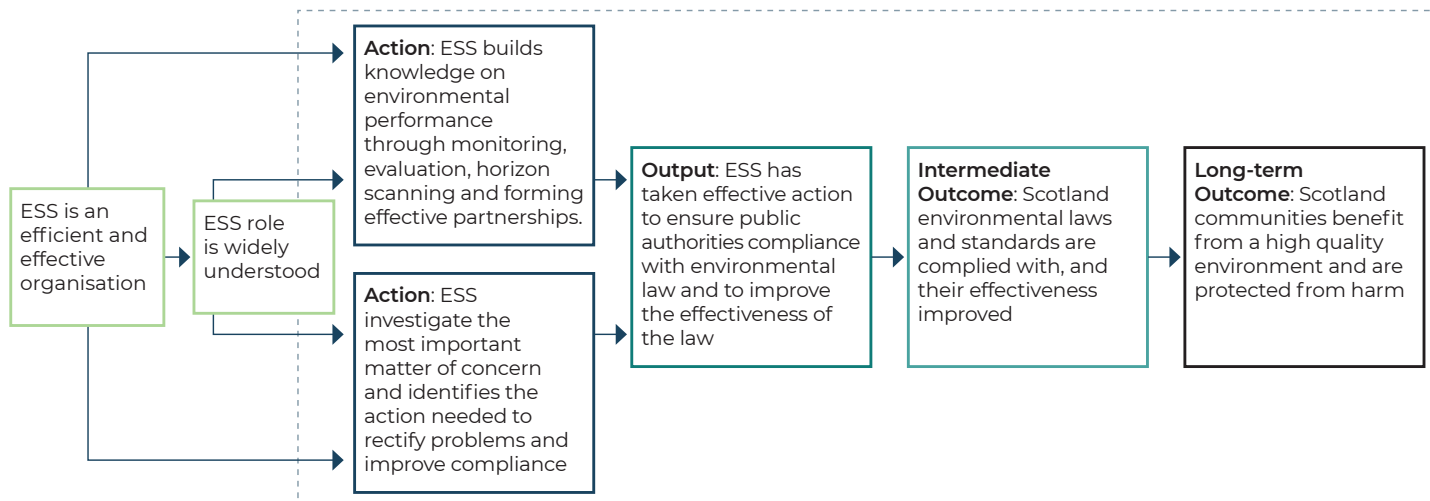 ESS is an
efficient and
effective
organisation
ESS role
is widely
understood
Action: ESS builds
knowledge on
environmental
performance
through monitoring,
evaluation, horizon
scanning and forming
effective partnerships.
Action: ESS
investigate the
most important
matter of concern
and identifies the
action needed to
rectify problems and
improve compliance
Output: ESS has
taken effective action
to ensure public
authorities compliance
with environmental
law and to improve
the effectiveness of
the law
Intermediate
Outcome: Scotland
environmental laws
and standards are
complied with, and
their effectiveness
improved
Long-term
Outcome: Scotland
communities benefit
from a high quality
environment and are
protected from harm